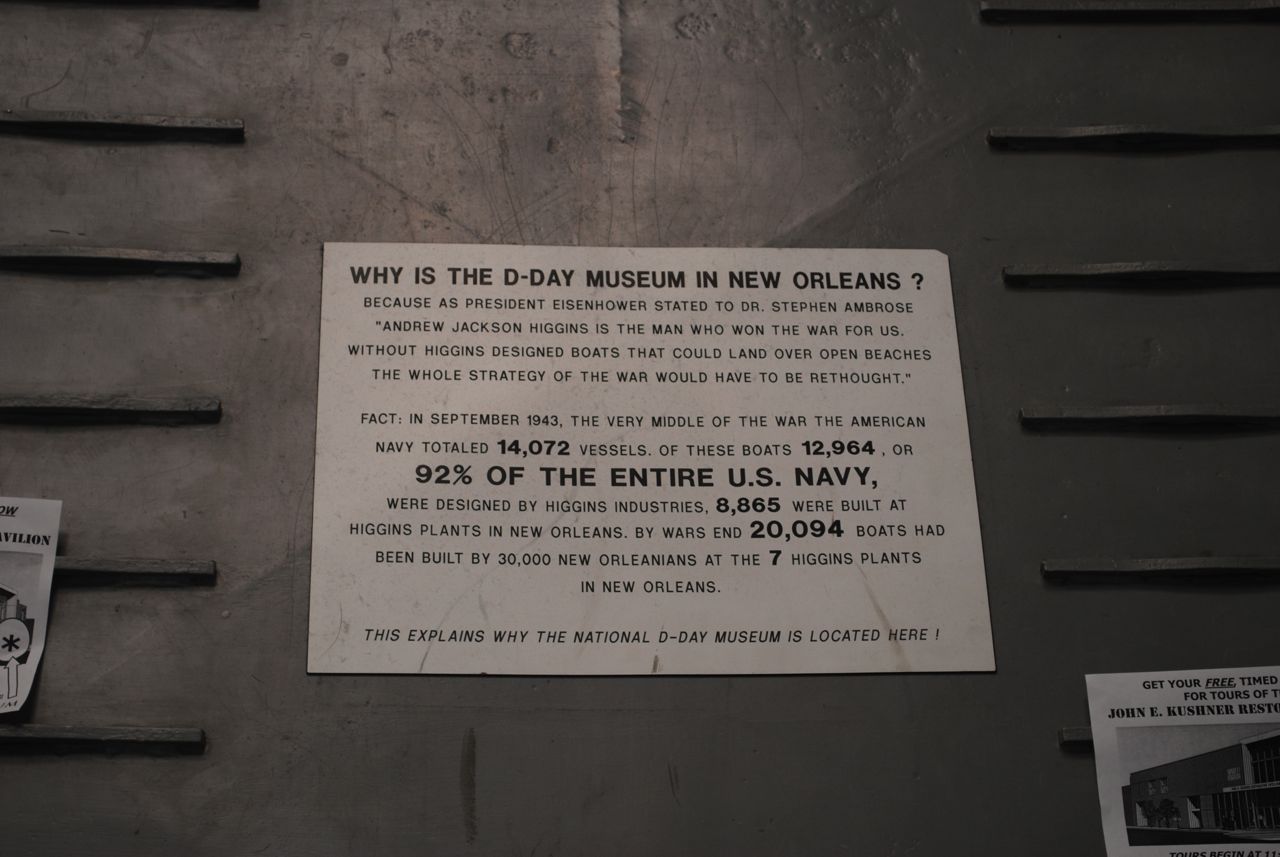 WHY IS THE D-DAY MUSEUM IN NEW ORLEANS ?
BECAUSE AS PRESIDENT EISENHOWER STATED TO DR. STEPHEN AMBROSE
"ANDREW JACKSON HIGGINS IS THE MAN WHO WON THE WAR FOR US.
WITHOUT HIGGINS DESIGNED BOATS THAT COULD LAND OVER OPEN BEACHES
THE WHOLE STRATEGY OF THE WAR WOULD HAVE TO BE RETHOUGHT."
FACT: IN SEPTEMBER 1943, THE VERY MIDDLE OF THE WAR THE AMERICAN
NAVY TOTALED 14,072 VESSELS. OF THESE BOATS 12,964 , OR
92% OF THE ENTIRE U.S. NAVY,
WERE DESIGNED BY HIGGINS INDUSTRIES, 8,865 WERE BUILT AT
HIGGINS PLANTS IN NEW ORLEANS. BY WARS END 20,094 BOATS HAD
BEEN BUILT BY 30,000 NEW ORLEANIANS AT THE 7 HIGGINS PLANTS
IN NEW ORLEANS.
THIS EXPLAINS WHY THE NATIONAL D-DAY MUSEUM IS LOCATED HERE !
GET YOUR FREE, TIMED
FOR TOURS OF
JOHN E. KUSHNER
TOURS BEGIN AT